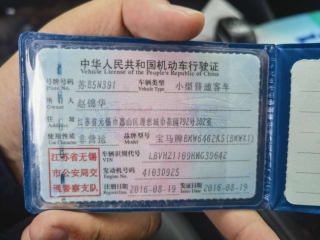 中华人民共和国机动车行驶证
Vehicle License of the People's Republic of China
号牌号码 苏B5W391 车辆类型 小型普通客车
Plate No. Vehicle Type
所有人 赵锦华
Owner
住址 江苏省无锡市惠山区
Address
使用性质 非营运 品牌型号 宝马牌BMW6462KS(BMWX1)
Use Character Model
江苏省无锡
市公安局交
通警察支队
车辆识别代号 LBVHZ1109HMG35642
VIN
发动机号码 4103092S
Engine No.
注册日期 2016-08-19 发证日期 2016-08-19
Register Date Issue Date